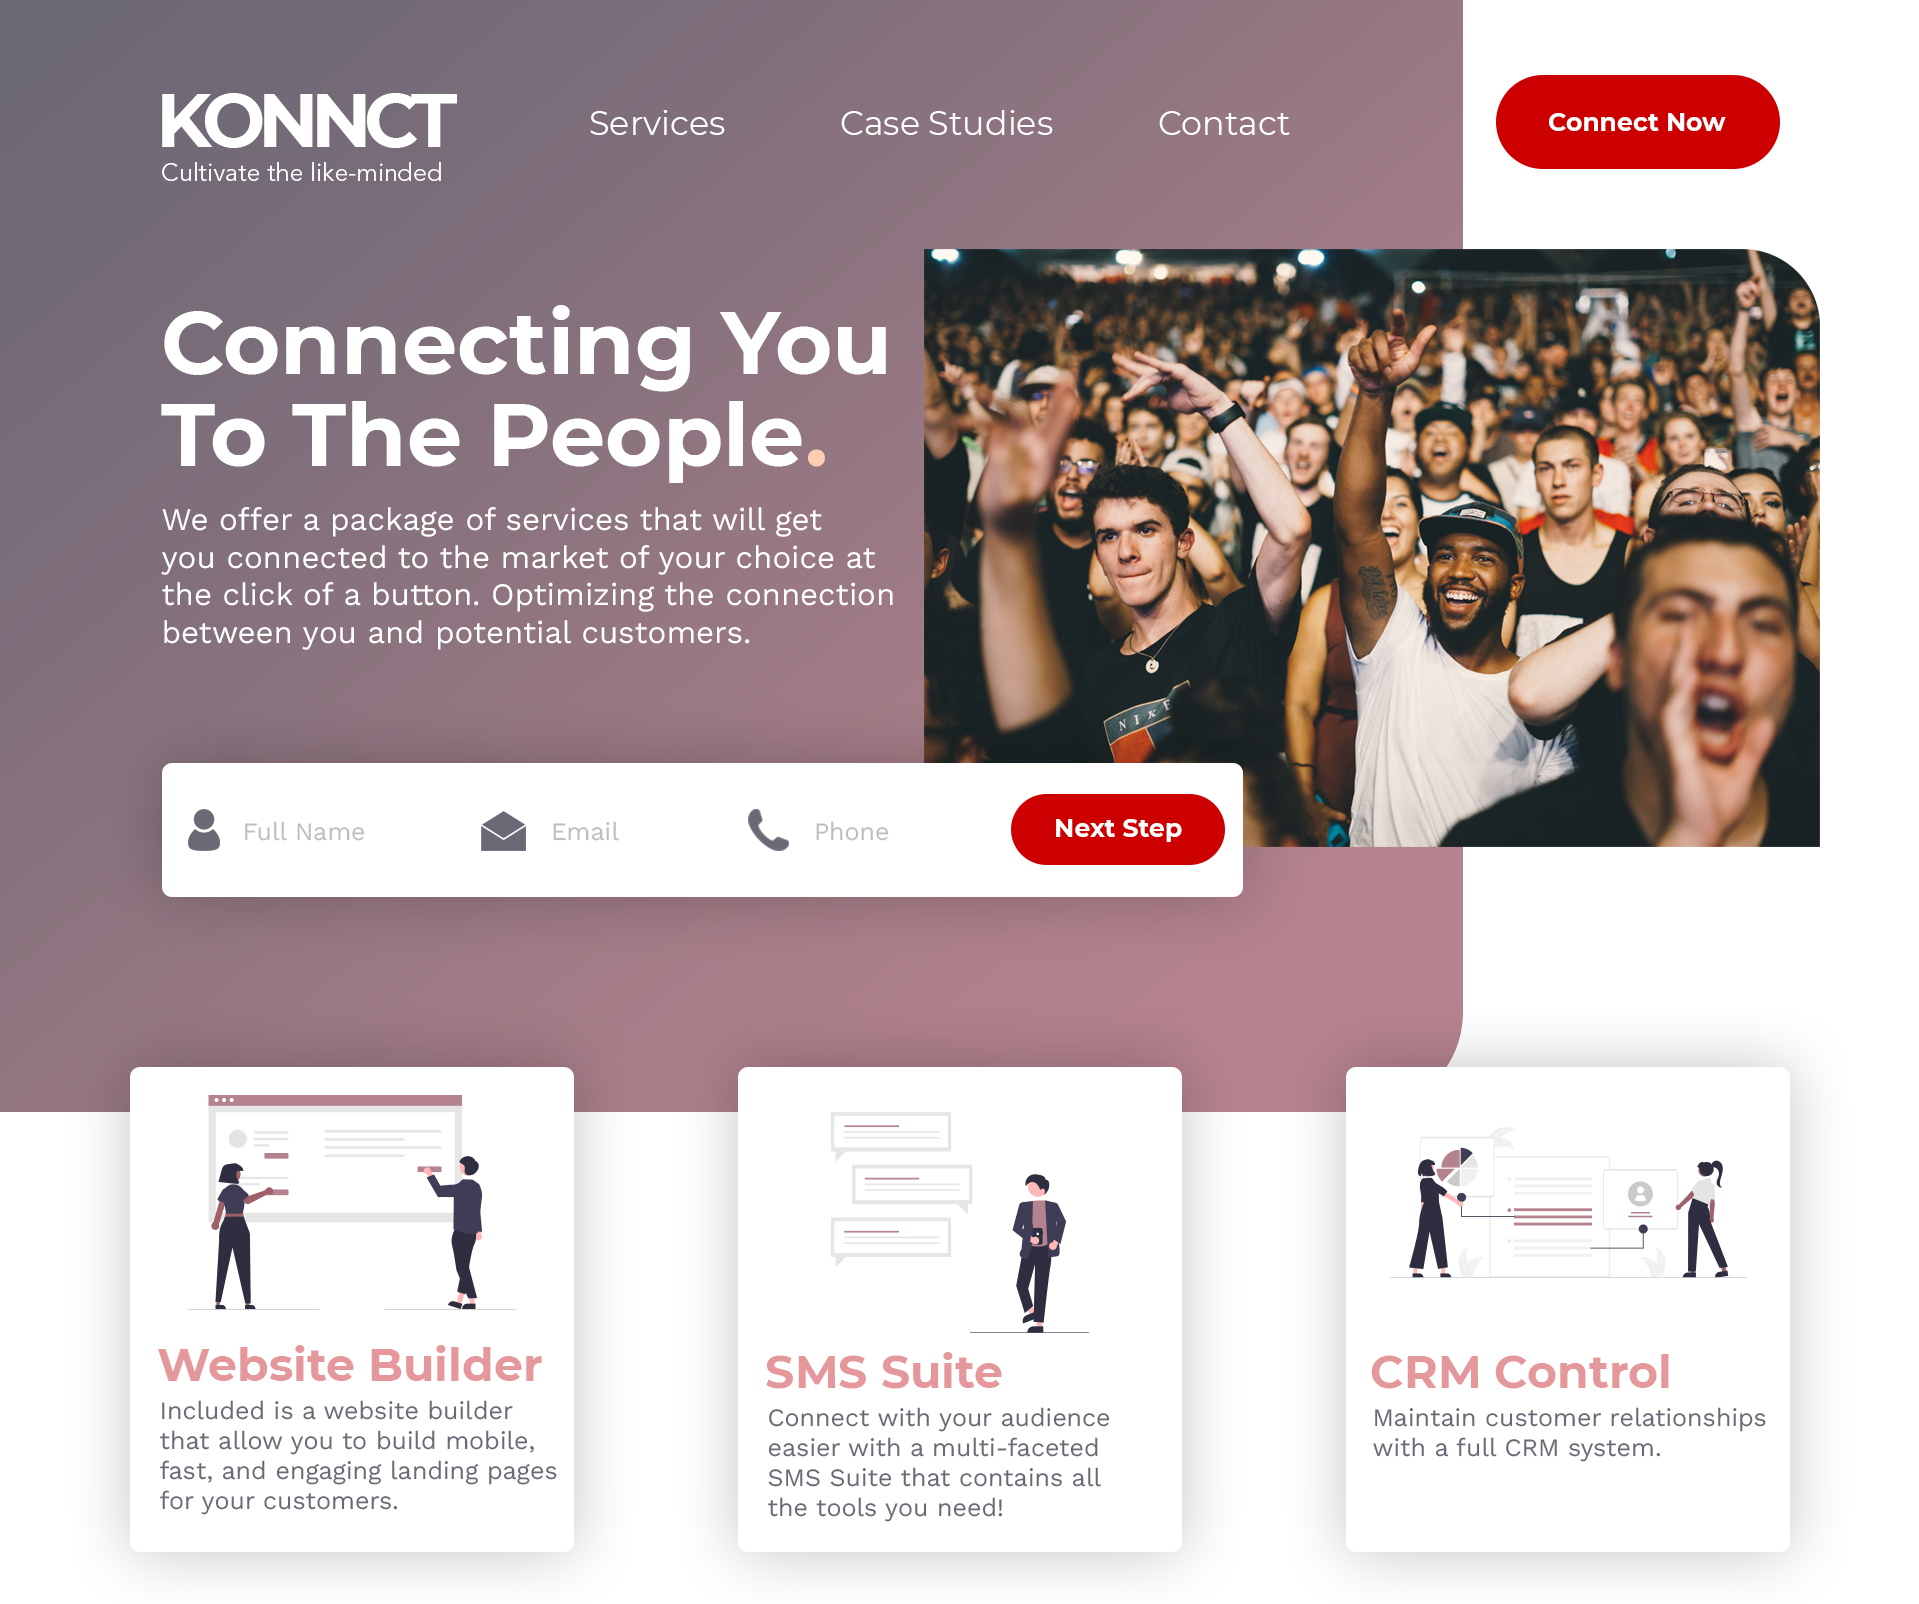 KONNCT
Cultivate the like-minded
Services
Case Studies
Contact
Connect Now
Connecting You
To The People.
We offer a package of services that will get
you connected to the market of your choice at
the click of a button. Optimizing the connection
between you and potential customers.
NIKE
Full Name
Email
Phone
Next Step
Website Builder
Included is a website builder
that allow you to build mobile,
fast, and engaging landing pages
for your customers.
SMS Suite
Connect with your audience
easier with a multi-faceted
SMS Suite that contains all
the tools you need!
CRM Control
Maintain customer relationships
with a full CRM system.